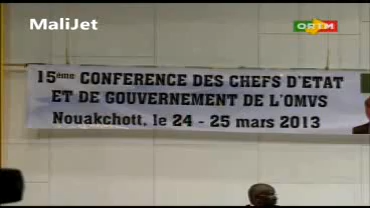 MaliJet
ORTM
15ème CONFERENCE DES CHEFS D'ETAT
ET DE GOUVERNEMENT DE L'OMVS
Nouakchott, le 24 - 25 mars 2013